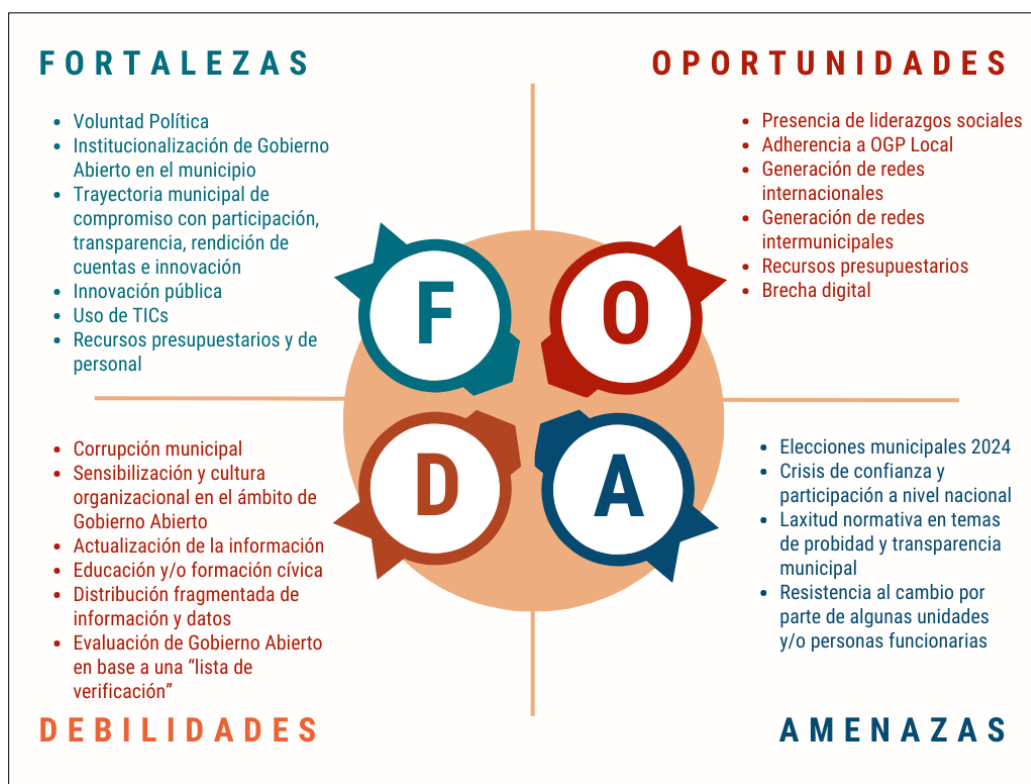 FORTALEZAS
• Voluntad Política
• Institucionalización de Gobierno
Abierto en el municipio
• Trayectoria municipal de
compromiso con participación,
transparencia, rendición de
cuentas e innovación
• Innovación pública
• Uso de TICs
• Recursos presupuestarios y de
personal
OPORTUNIDADES
• Presencia de liderazgos sociales
• Adherencia a OGP Local
• Generación de redes
internacionales
• Generación de redes
intermunicipales
• Recursos presupuestarios
• Brecha digital
F
O
D
A
• Corrupción municipal
• Sensibilización y cultura
organizacional en el ámbito de
Gobierno Abierto
• Actualización de la información
• Educación y/o formación cívica
• Distribución fragmentada de
información y datos
• Evaluación de Gobierno Abierto
en base a una “lista de
verificación”
DEBILIDADES
• Elecciones municipales 2024
• Crisis de confianza y
participación a nivel nacional
• Laxitud normativa en temas
de probidad y transparencia
municipal
• Resistencia al cambio por
parte de algunas unidades
y/o personas funcionarias
AMENAZAS